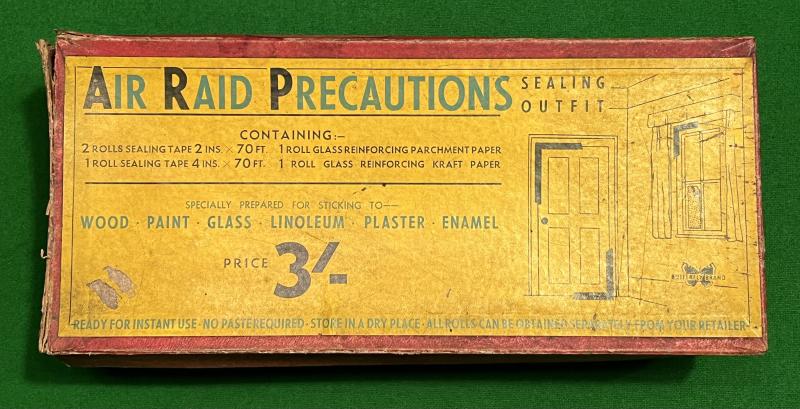 AIR RAID PRECAUTIONS SEALING OUTFIT
CONTAINING:-
2 ROLLS SEALING TAPE 2 INS. × 70 FT. 1 ROLL GLASS REINFORCING PARCHMENT PAPER
1 ROLL SEALING TAPE 4 INS. × 70 FT. 1 ROLL GLASS REINFORCING KRAFT PAPER
SPECIALLY PREPARED FOR STICKING TO--
WOOD · PAINT · GLASS · LINOLEUM · PLASTER · ENAMEL
PRICE 3/-
BUTTERFLY BRAND
READY FOR INSTANT USE · NO PASTE REQUIRED · STORE IN A DRY PLACE · ALL ROLLS CAN BE OBTAINED SEPARATELY FROM YOUR RETAILER